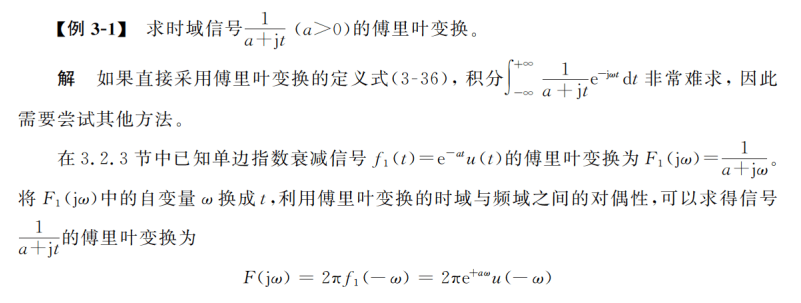 【例 3-1】 求时域信号 $\frac{1}{a+\mathrm{j}t}$ (a>0)的傅里叶变换。
解 如果直接采用傅里叶变换的定义式(3-36),积分 $\int_{-\infty}^{+\infty} \frac{1}{a+\mathrm{j}t} \mathrm{e}^{-\mathrm{j}\omega t} \mathrm{d}t$ 非常难求,因此
需要尝试其他方法。
在 3.2.3 节中已知单边指数衰减信号 $f_1(t)=\mathrm{e}^{-at}u(t)$ 的傅里叶变换为 $F_1(\mathrm{j}\omega)=\frac{1}{a+\mathrm{j}\omega}$。
将 $F_1(\mathrm{j}\omega)$ 中的自变量 ω 换成 t,利用傅里叶变换的时域与频域之间的对偶性,可以求得信号
$\frac{1}{a+\mathrm{j}t}$ 的傅里叶变换为
$F(\mathrm{j}\omega) = 2\pi f_1(-\omega) = 2\pi \mathrm{e}^{+a\omega} u(-\omega)$